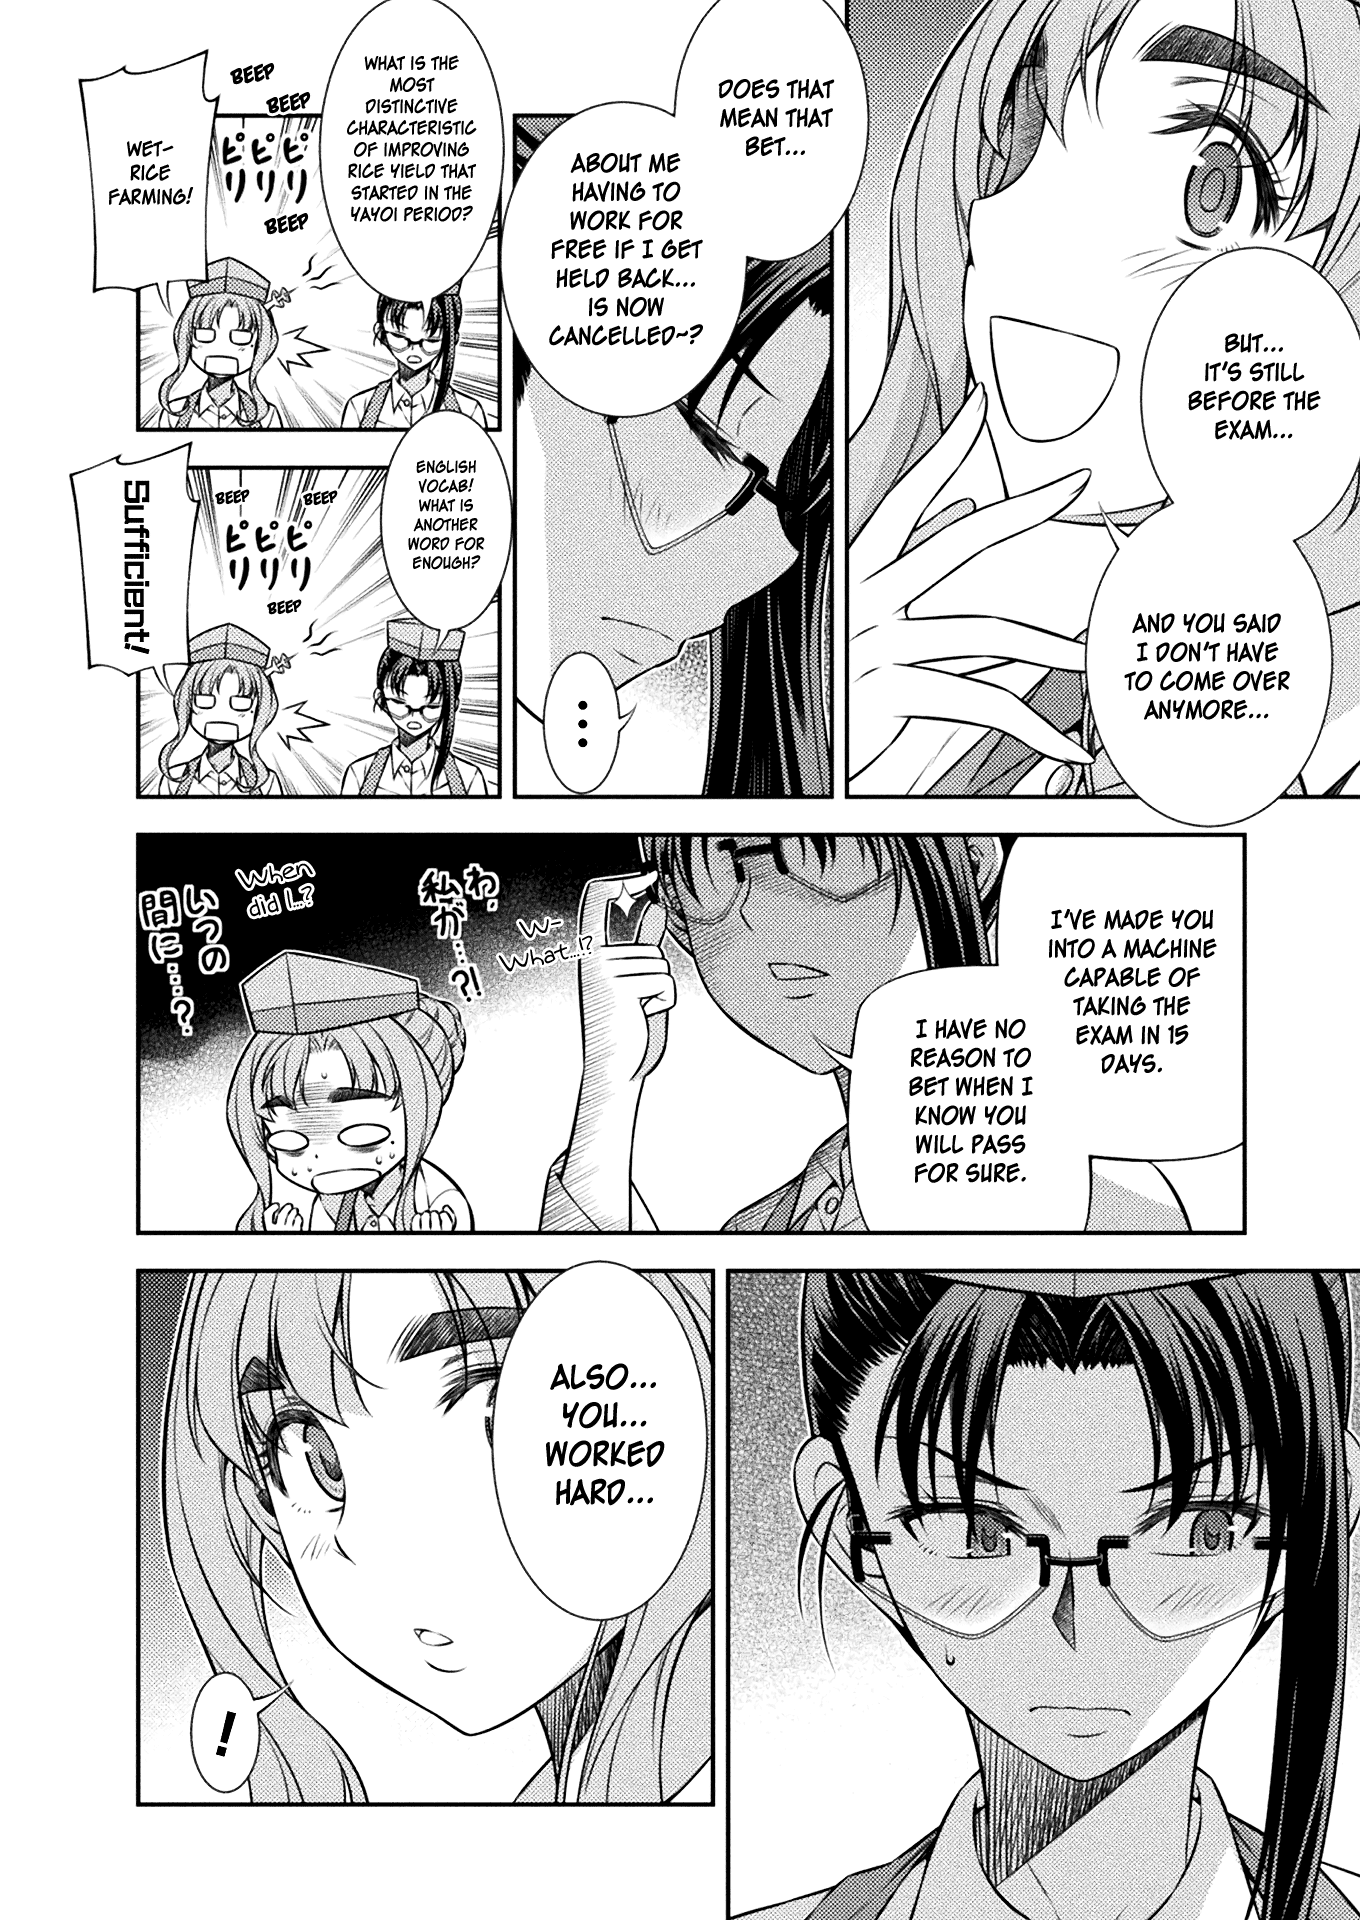 BUT...
IT'S STILL
BEFORE THE
EXAM...
AND YOU SAID
I DON'T HAVE
TO COME OVER
ANYMORE...
DOES THAT
MEAN THAT
BET...
ABOUT ME
HAVING TO
WORK FOR
FREE IF I GET
HELD BACK...
IS NOW
CANCELLED~?
...
WHAT IS THE
MOST
DISTINCTIVE
CHARACTERISTIC
OF IMPROVING
RICE YIELD THAT
STARTED IN THE
YAYOI PERIOD?
BEEP
BEEP
ピリ
ピリ
ピリ
BEEP
WET-
RICE
FARMING!
ENGLISH
VOCAB!
WHAT IS
ANOTHER
WORD FOR
ENOUGH?
BEEP
BEEP
ピリ
ピリ
ピリ
BEEP
Sufficient!
I'VE MADE YOU
INTO A MACHINE
CAPABLE OF
TAKING THE
EXAM IN 15
DAYS.
I HAVE NO
REASON TO
BET WHEN I
KNOW YOU
WILL PASS
FOR SURE.
わ、
私が…?!
W-
What...!?
いつの
間に…?
When
did I...?
ALSO...
YOU...
WORKED
HARD...
!